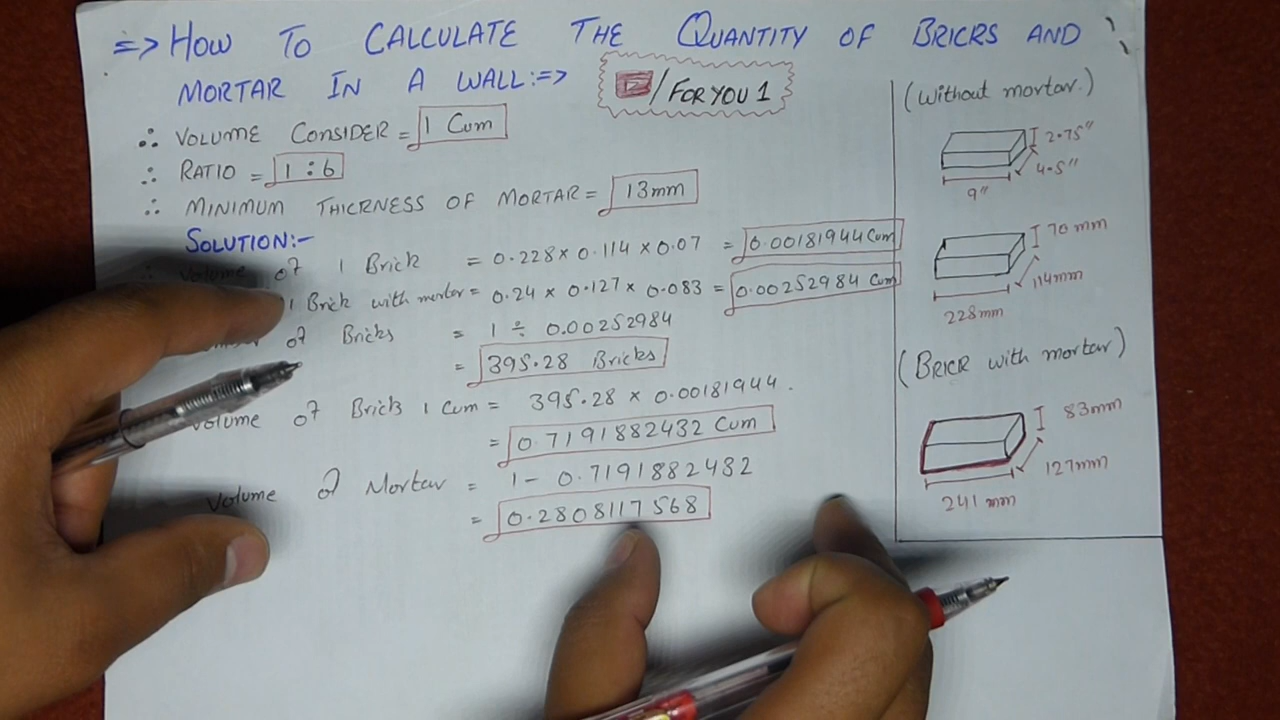 => HOW TO CALCULATE THE QUANTITY OF BRICKS AND
MORTAR IN A WALL:=>
/ FOR YOU 1
∴ VOLUME CONSIDER = 1 Cum
∴ RATIO = 1 : 6
∴ MINIMUM THICKNESS OF MORTAR = 13mm
SOLUTION:-
∴ Volume of 1 Brick = 0.228 x 0.114 x 0.07 = 0.00181944 Cum
1 Brick with mortar = 0.24 x 0.127 x 0.083 = 0.00252984 Cum
of Bricks = 1 ÷ 0.00252984
= 395.28 Bricks
Volume of Brick 1 Cum = 395.28 x 0.00181944.
= 0.7191882432 Cum
Volume of Mortar = 1 - 0.7191882432
= 0.2808117568
(Without mortar.)
2.75"
4.5"
9"
70 mm
114mm
228mm
(BRICK with mortar)
83mm
127mm
241 mm